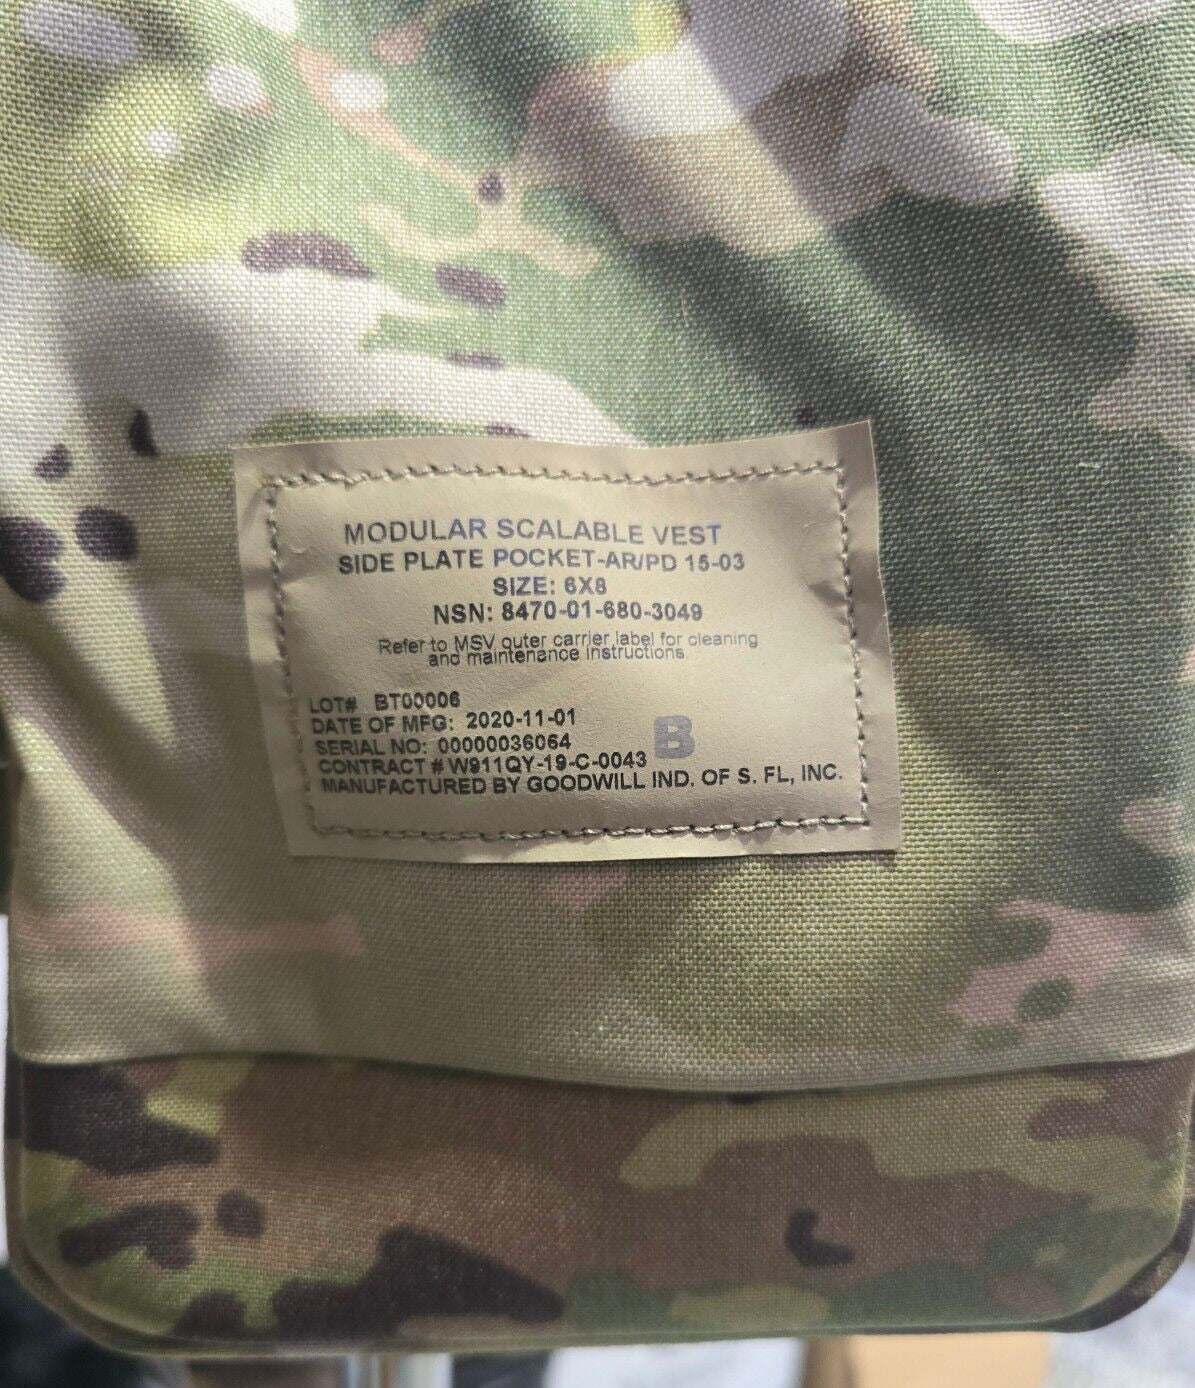 MODULAR SCALABLE VEST
SIDE PLATE POCKET-AR/PD 15-03
SIZE: 6X8
NSN: 8470-01-680-3049
Refer to MSV outer carrier label for cleaning
and maintenance instructions.
LOT# BT00006
DATE OF MFG: 2020-11-01
SERIAL NO: 00000036064
CONTRACT # W911QY-19-C-0043
B
MANUFACTURED BY GOODWILL IND. OF S. FL, INC.